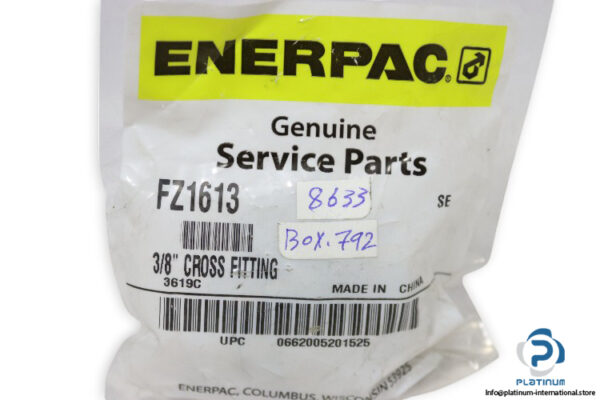 ENERPAC®
Genuine
Service Parts
FZ1613
8633
SE
BOX.792
3/8" CROSS FITTING
3619C
MADE IN CHINA
UPC 0662005201525
ENERPAC, COLUMBUS, WISCONSIN 53925
PLATINUM
Info@platinum-international.store